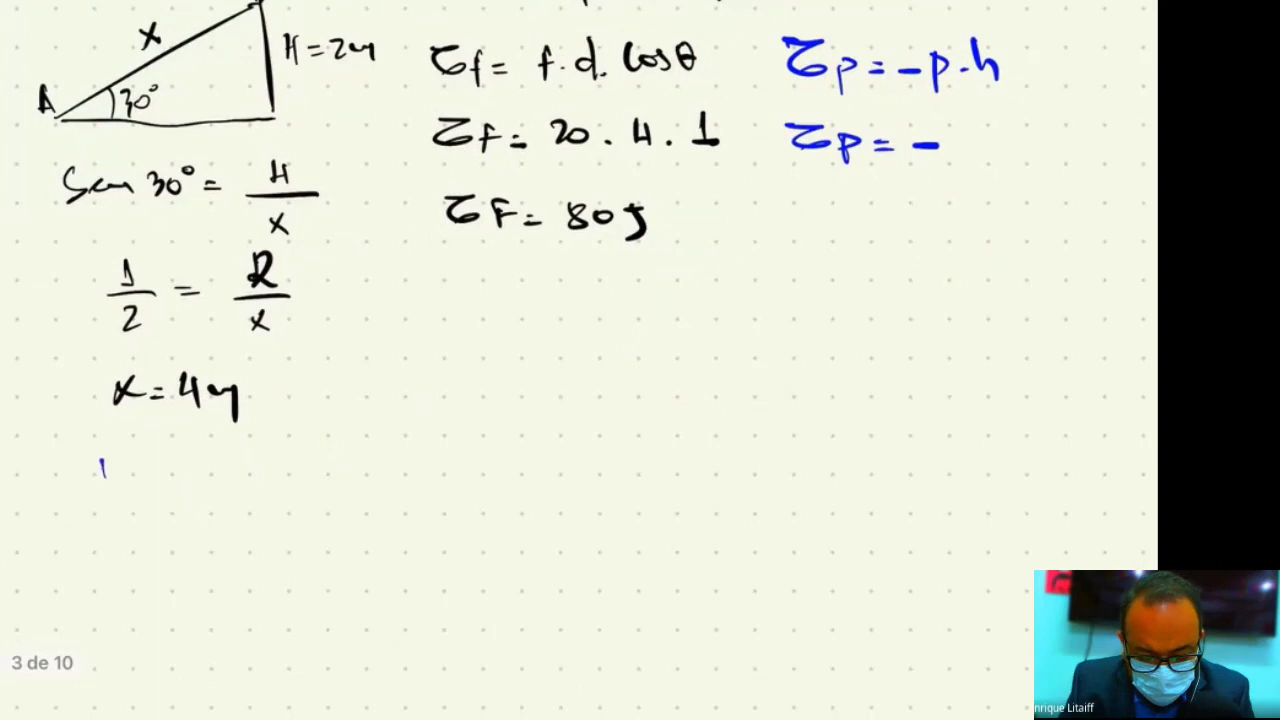 x
H = 2m
A
30°
Sen 30° = H / x
1 / 2 = 2 / x
x = 4m
τf = f. d. cosθ
τf = 20 . 4 . 1
τF = 80 J
τp = -p.h
τp = -
3 de 10
nrique Litaiff